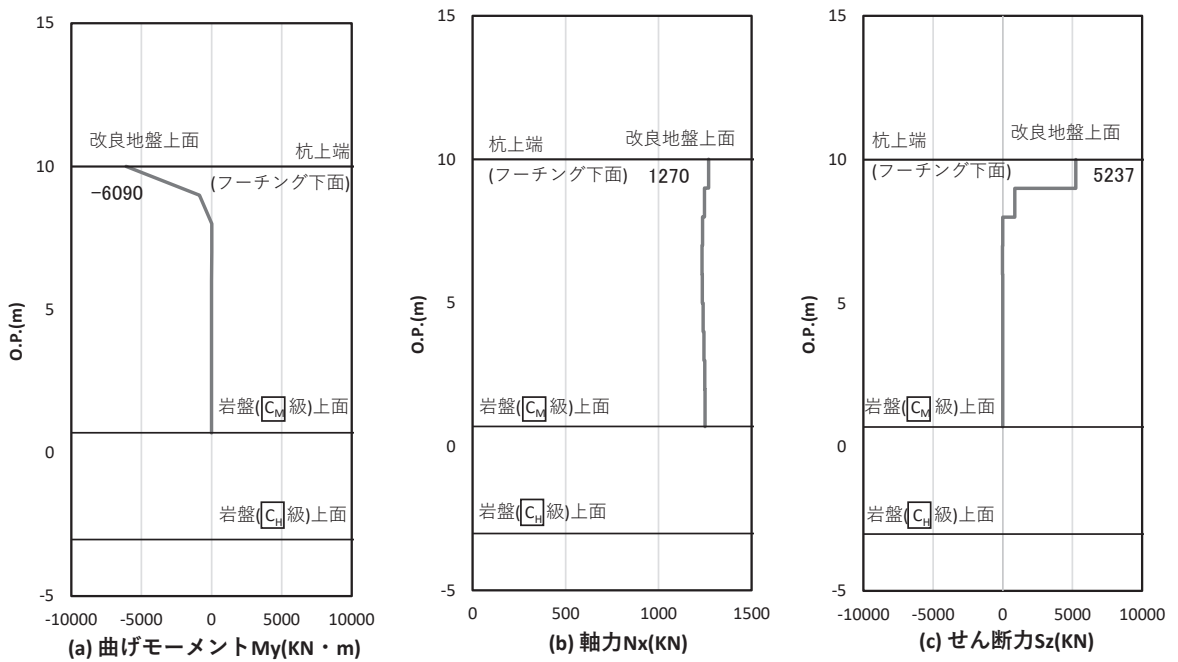 15
改良地盤上面
杭上端
10
(フーチング下面)
-6090
5
O.P.(m)
岩盤(CM級)上面
0
岩盤(CH級)上面
-5
-10000 -5000 0 5000 10000
(a) 曲げモーメントMy(KN・m)
15
改良地盤上面
杭上端
10
(フーチング下面) 1270
5
O.P.(m)
岩盤(CM級)上面
0
岩盤(CH級)上面
-5
0 500 1000 1500
(b) 軸力Nx(KN)
15
改良地盤上面
杭上端
10
(フーチング下面) 5237
5
O.P.(m)
岩盤(CM級)上面
0
岩盤(CH級)上面
-5
-10000 -5000 0 5000 10000
(c) せん断力Sz(KN)